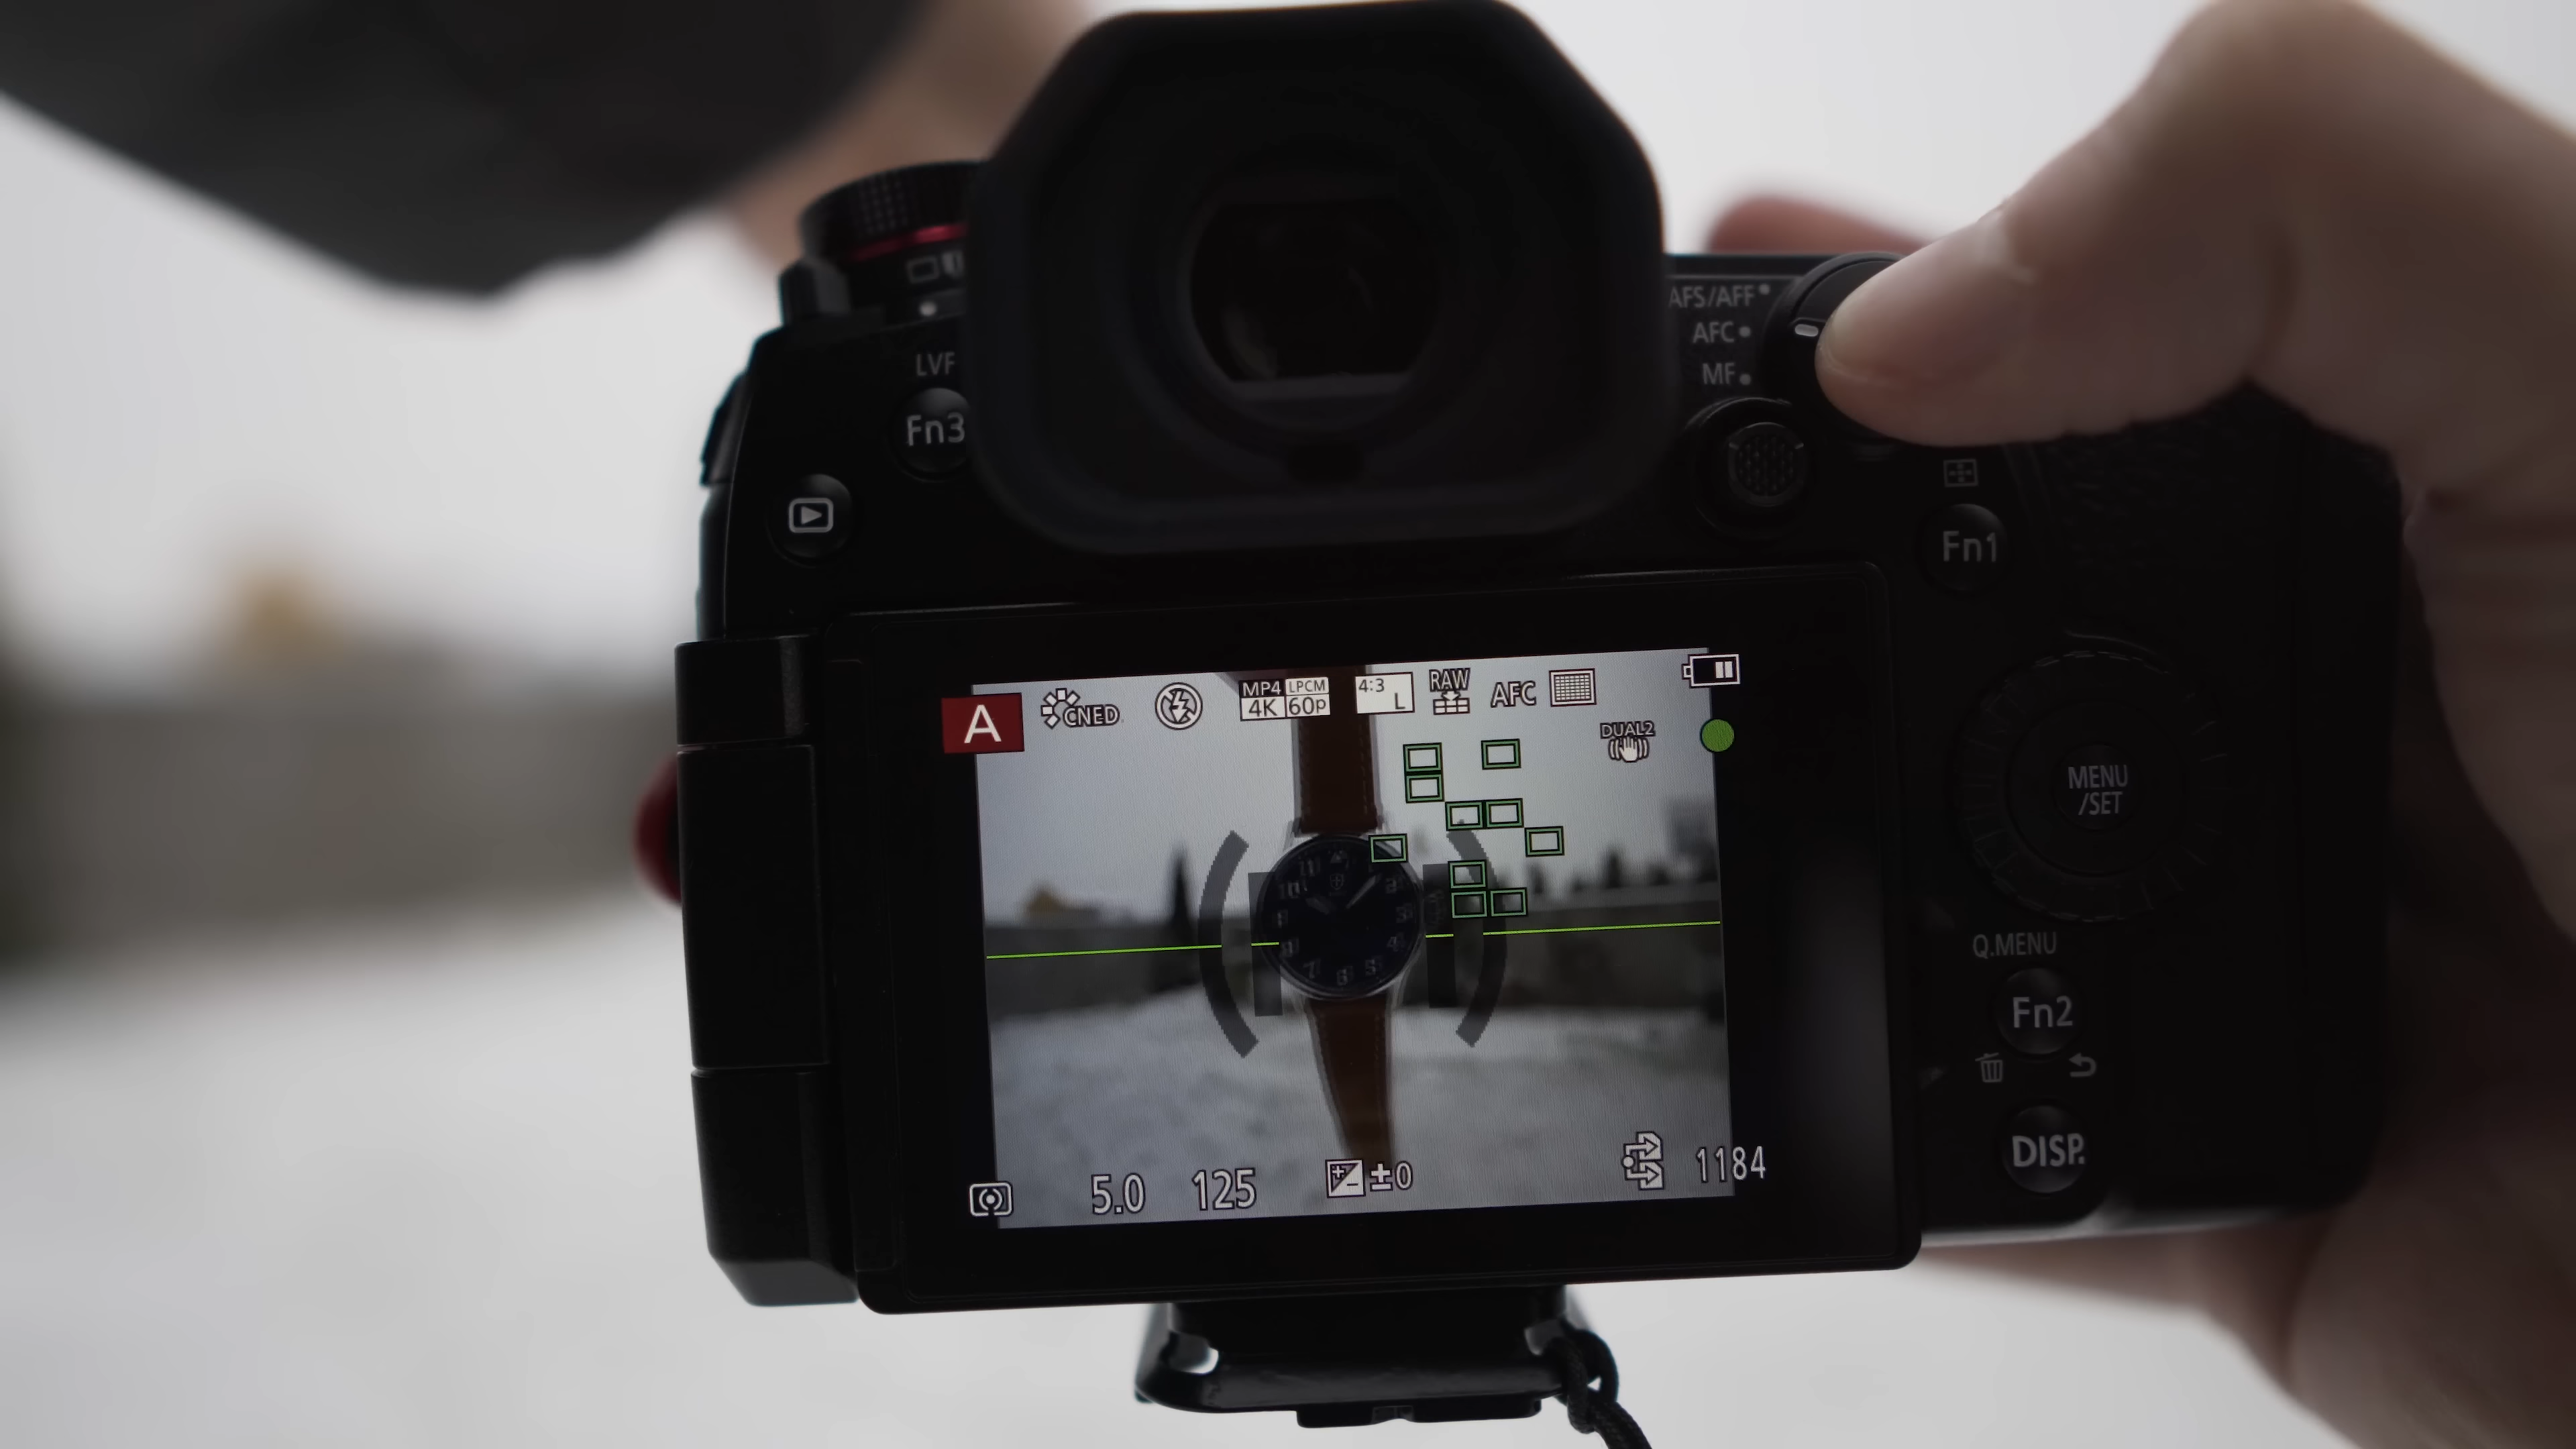 AFS/AFF
AFC
MF
LVF
Fn3
Fn1
A
CNED
MP4 LPCM
4K 60p
4:3
L
RAW
AFC
DUAL2
MENU
/SET
Q.MENU
Fn2
5.0 125 ±0 1184
DISP.